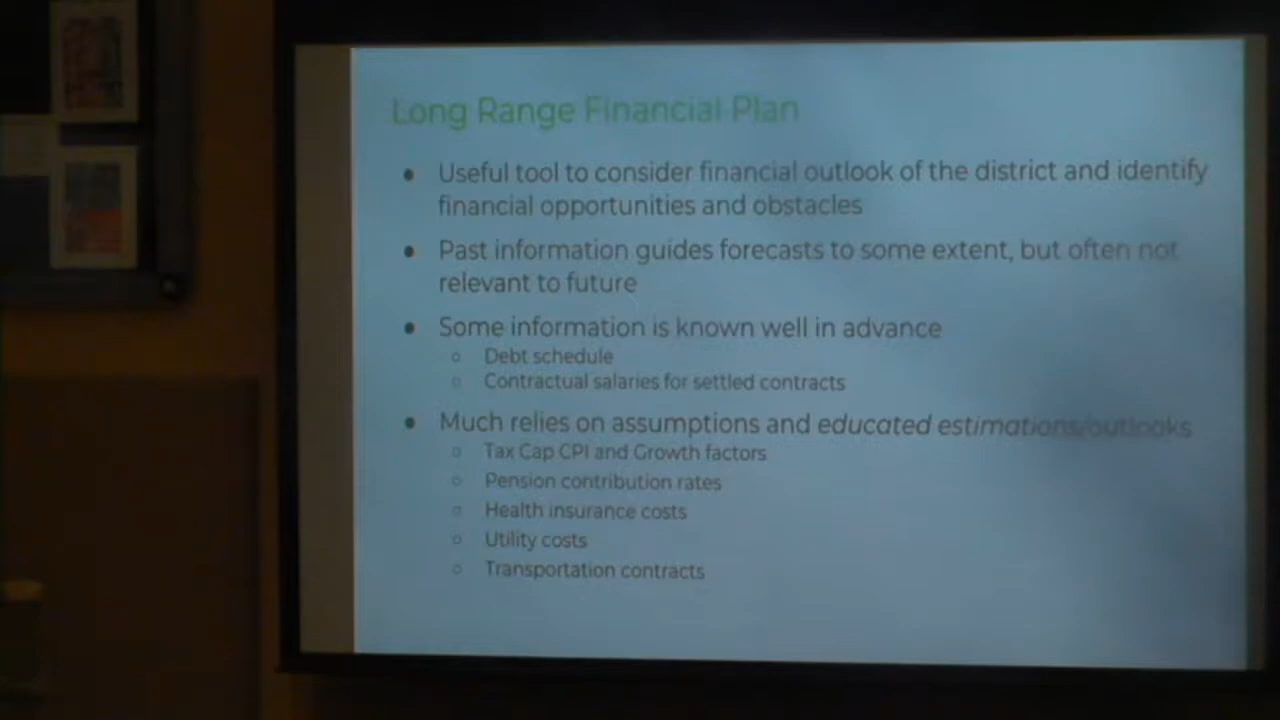 Long Range Financial Plan
● Useful tool to consider financial outlook of the district and identify
financial opportunities and obstacles
● Past information guides forecasts to some extent, but often not
relevant to future
● Some information is known well in advance
○ Debt schedule
○ Contractual salaries for settled contracts
● Much relies on assumptions and educated estimations/outlooks
○ Tax Cap CPI and Growth factors
○ Pension contribution rates
○ Health insurance costs
○ Utility costs
○ Transportation contracts